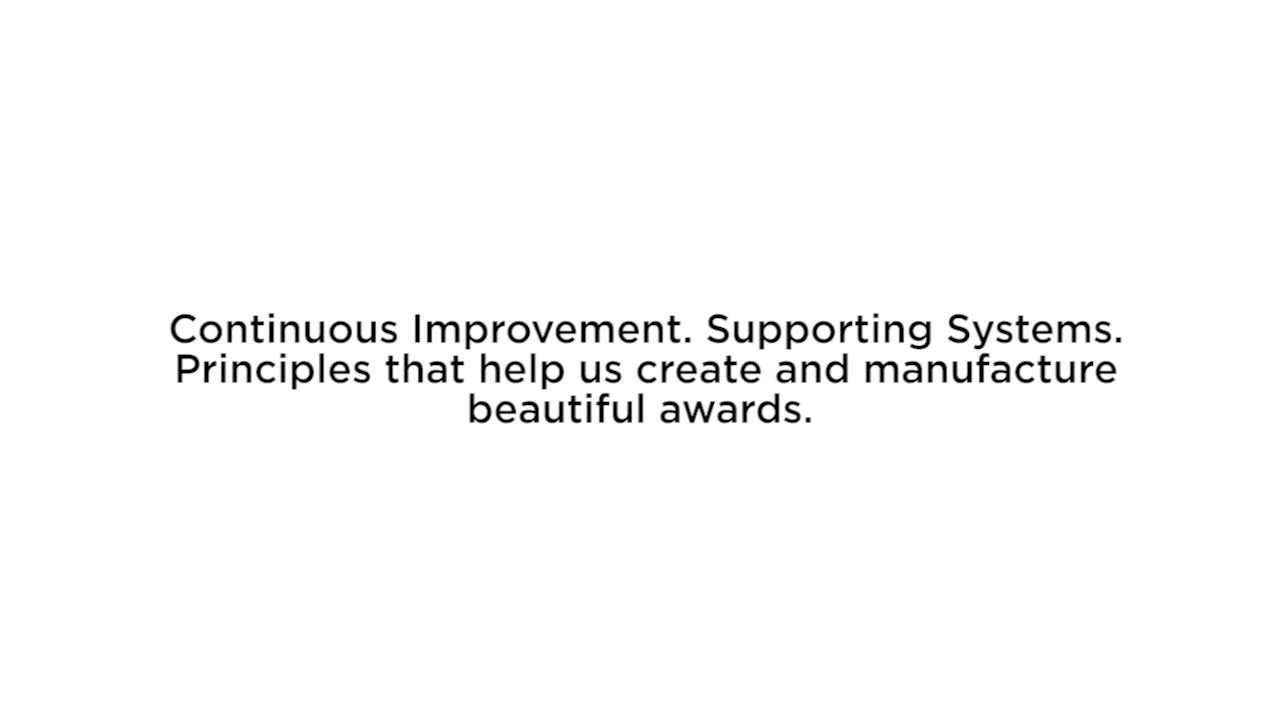 Continuous Improvement. Supporting Systems.
Principles that help us create and manufacture
beautiful awards.